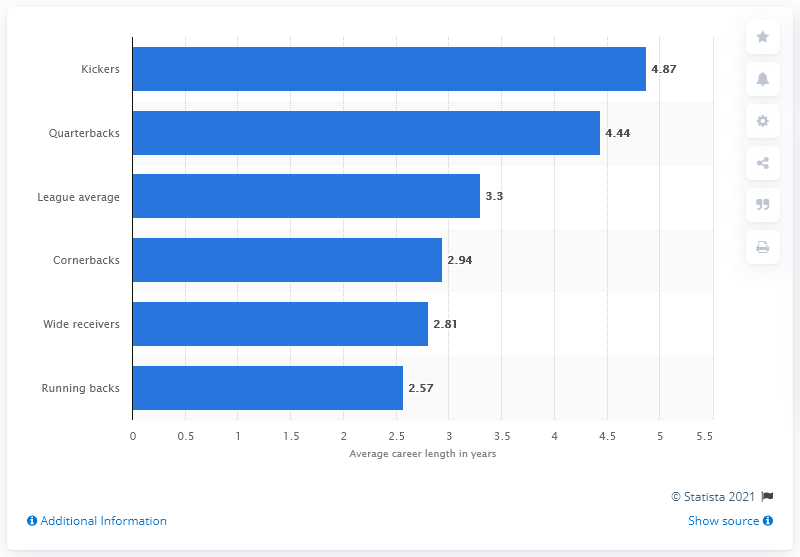 Kickers 4.87
Quarterbacks 4.44
League average 3.3
Cornerbacks 2.94
Wide receivers 2.81
Running backs 2.57
0 0.5 1 1.5 2 2.5 3 3.5 4 4.5 5 5.5
Average career length in years
© Statista 2021
Additional Information Show source